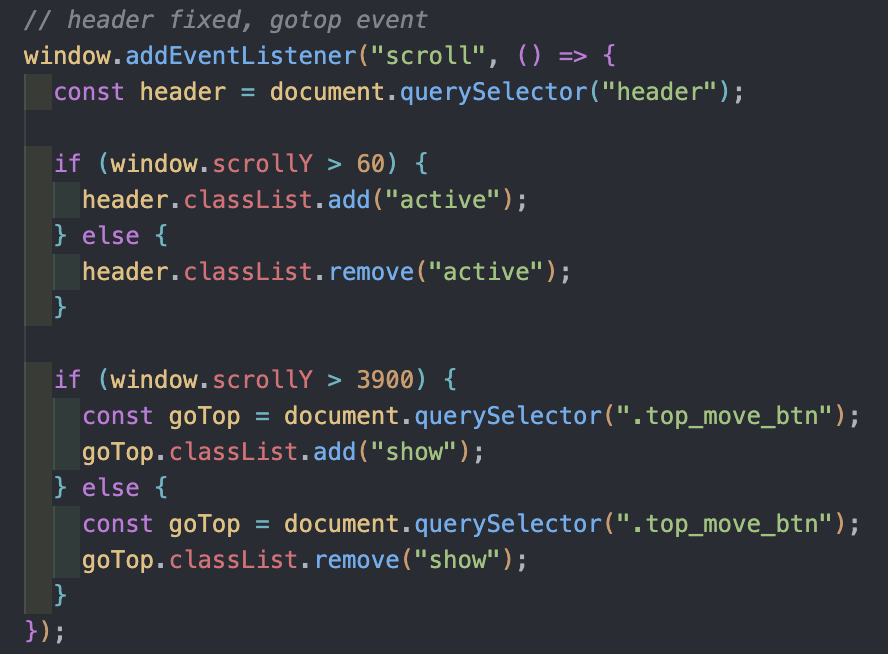 // header fixed, gotop event
window.addEventListener("scroll", () => {
  const header = document.querySelector("header");

  if (window.scrollY > 60) {
    header.classList.add("active");
  } else {
    header.classList.remove("active");
  }

  if (window.scrollY > 3900) {
    const goTop = document.querySelector(".top_move_btn");
    goTop.classList.add("show");
  } else {
    const goTop = document.querySelector(".top_move_btn");
    goTop.classList.remove("show");
  }
});